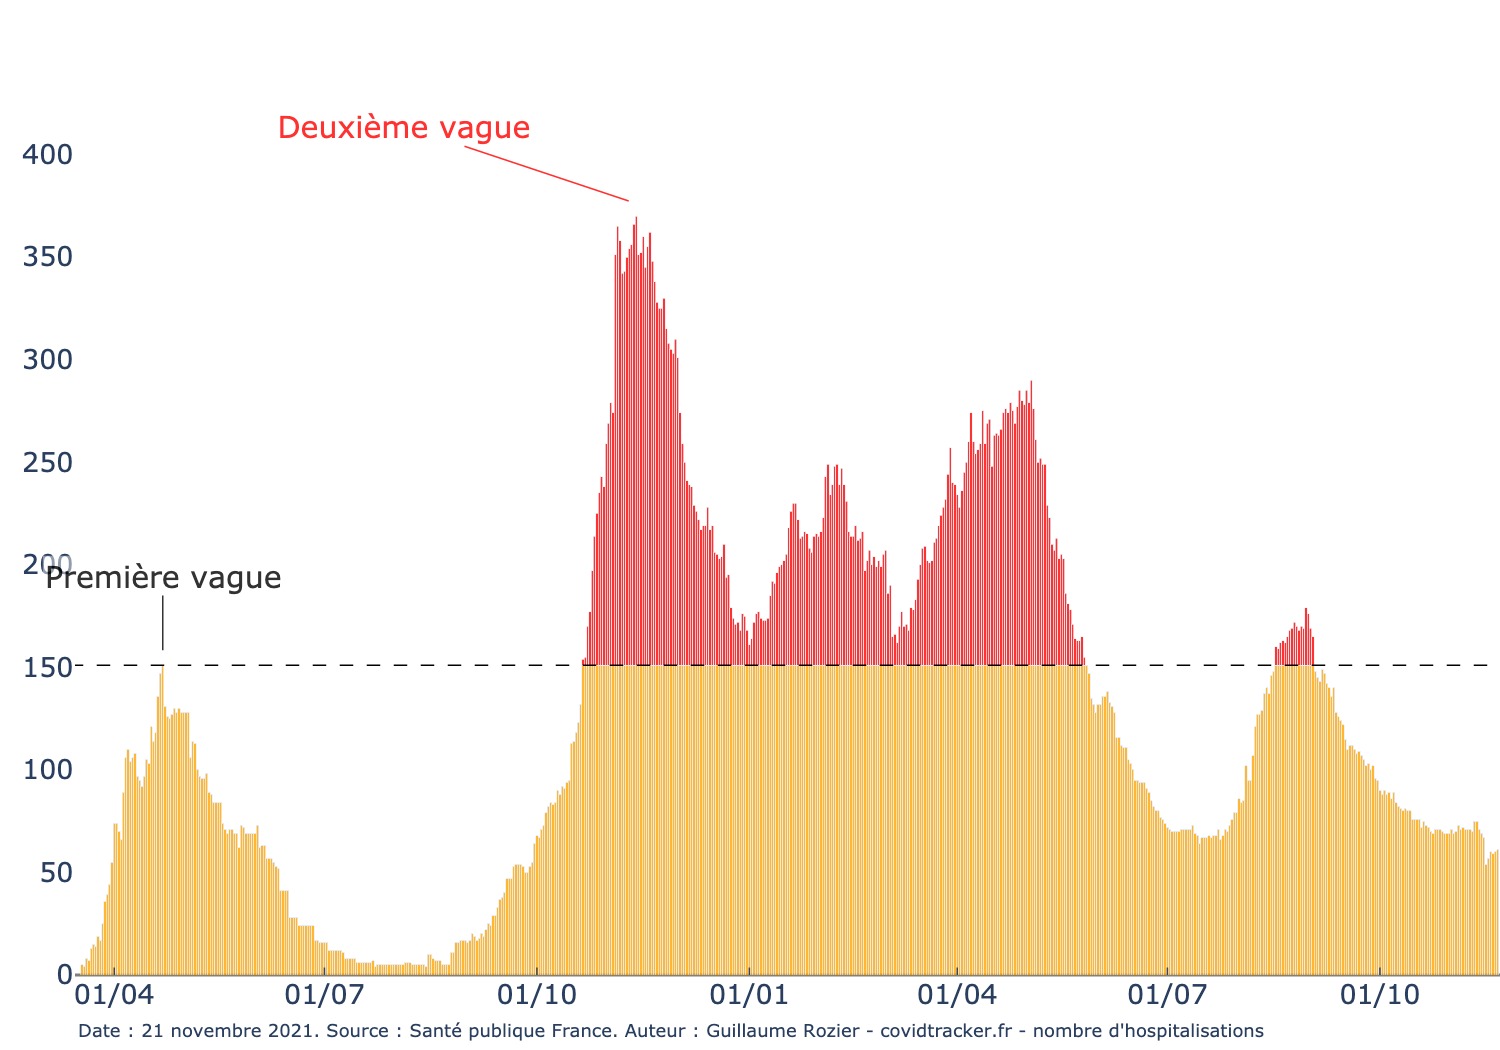 Deuxième vague
400
350
300
250
200
Première vague
150
100
50
0
01/04 01/07 01/10 01/01 01/04 01/07 01/10
Date : 21 novembre 2021. Source : Santé publique France. Auteur : Guillaume Rozier - covidtracker.fr - nombre d'hospitalisations